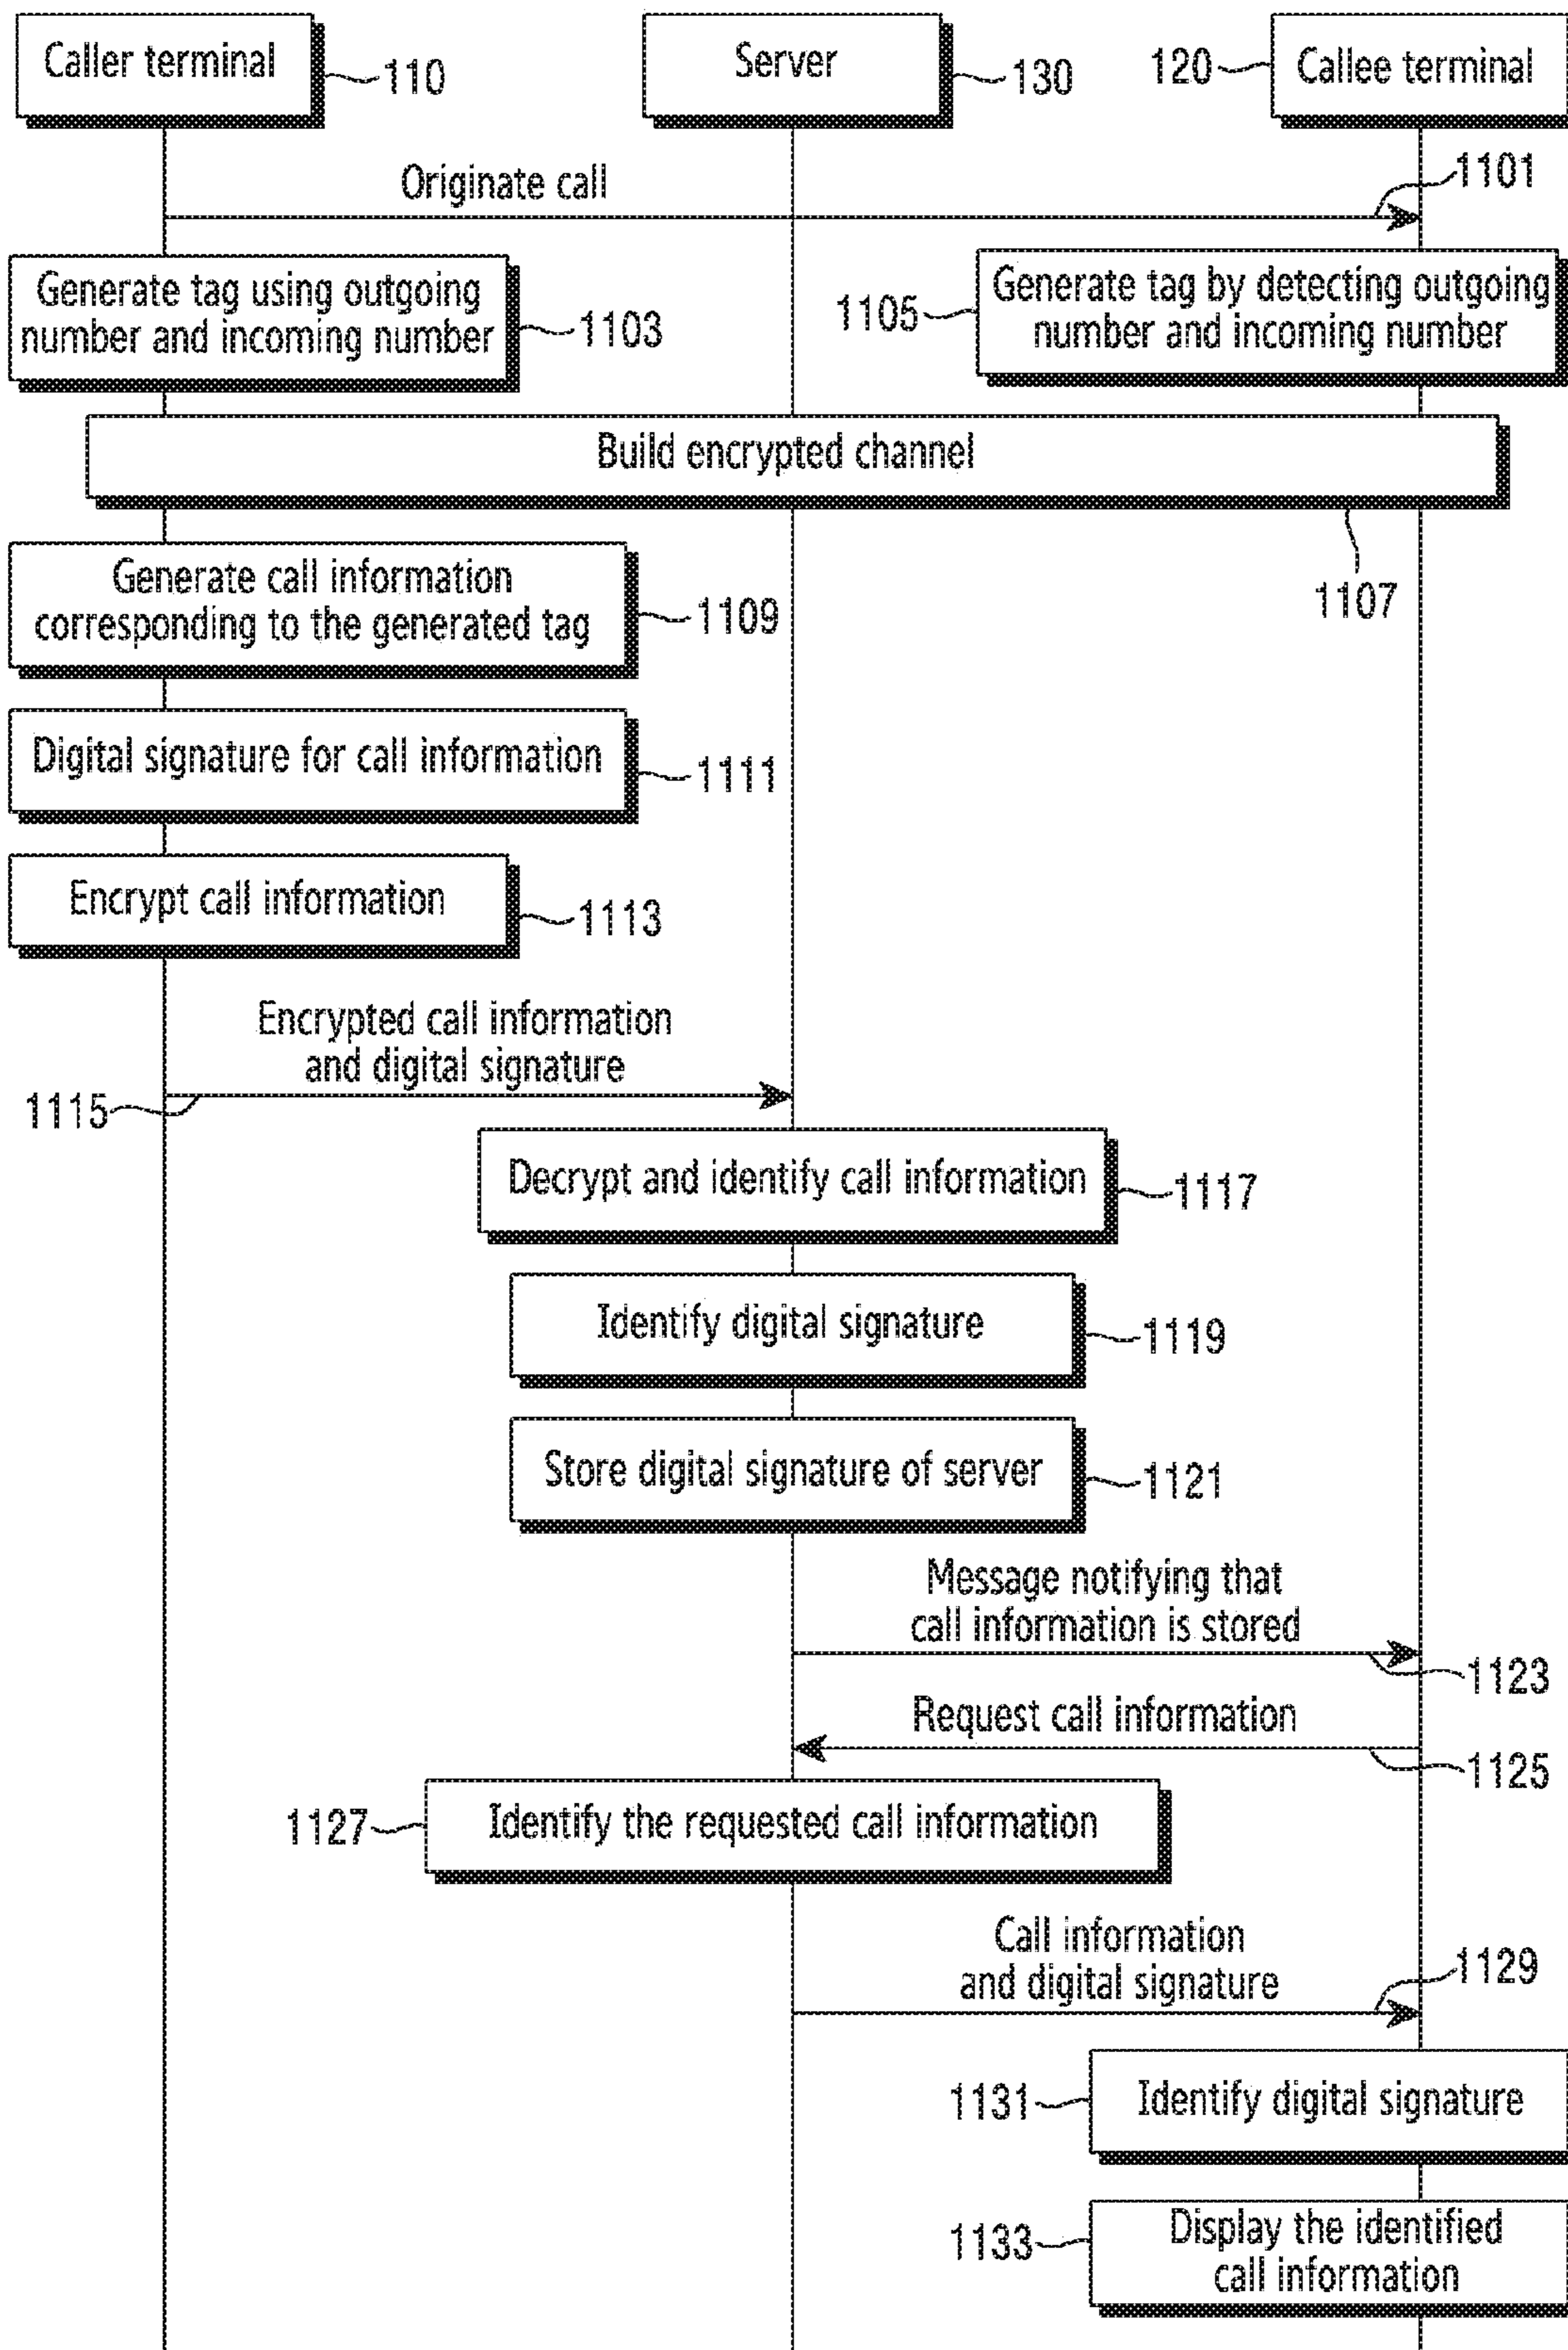 Caller terminal
110
Server
130
120
Callee terminal
Originate call
1101
Generate tag using outgoing
number and incoming number
1103
1105
Generate tag by detecting outgoing
number and incoming number
Build encrypted channel
1107
Generate call information
corresponding to the generated tag
1109
Digital signature for call information
1111
Encrypt call information
1113
Encrypted call information
and digital signature
1115
Decrypt and identify call information
1117
Identify digital signature
1119
Store digital signature of server
1121
Message notifying that
call information is stored
1123
Request call information
1125
1127
Identify the requested call information
Call information
and digital signature
1129
1131
Identify digital signature
1133
Display the identified
call information